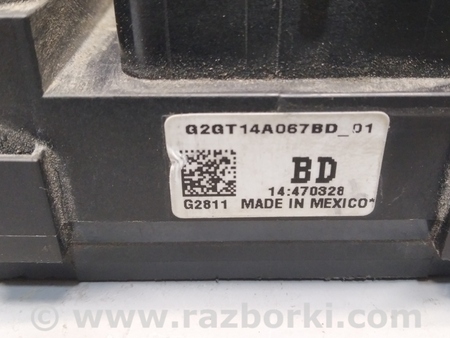 G2GT14A067BD_01
BD
14:470328
G2811 MADE IN MEXICO*
© www.razborki.com